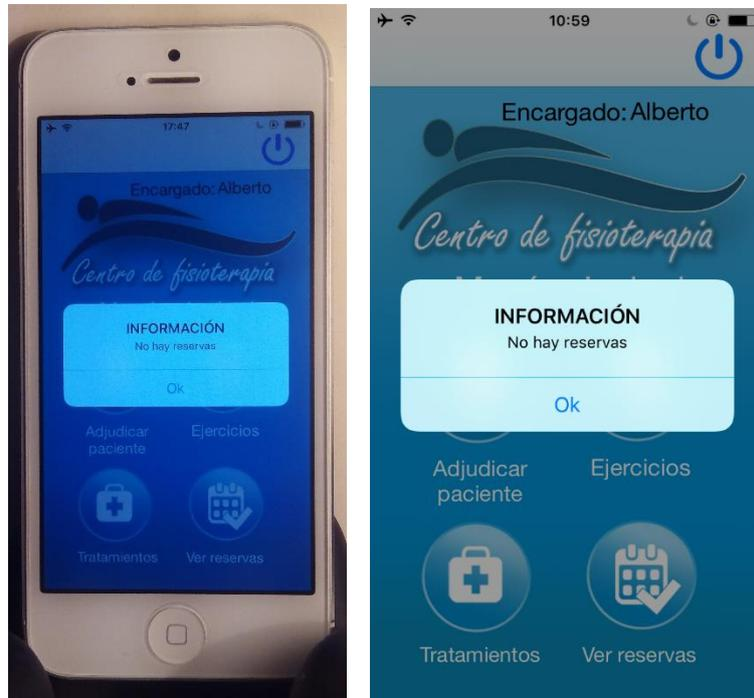 17:47
Encargado: Alberto
Centro de fisioterapia
INFORMACIÓN
No hay reservas
Ok
Adjudicar
paciente
Ejercicios
Tratamientos
Ver reservas
10:59
Encargado: Alberto
Centro de fisioterapia
INFORMACIÓN
No hay reservas
Ok
Adjudicar
paciente
Ejercicios
Tratamientos
Ver reservas